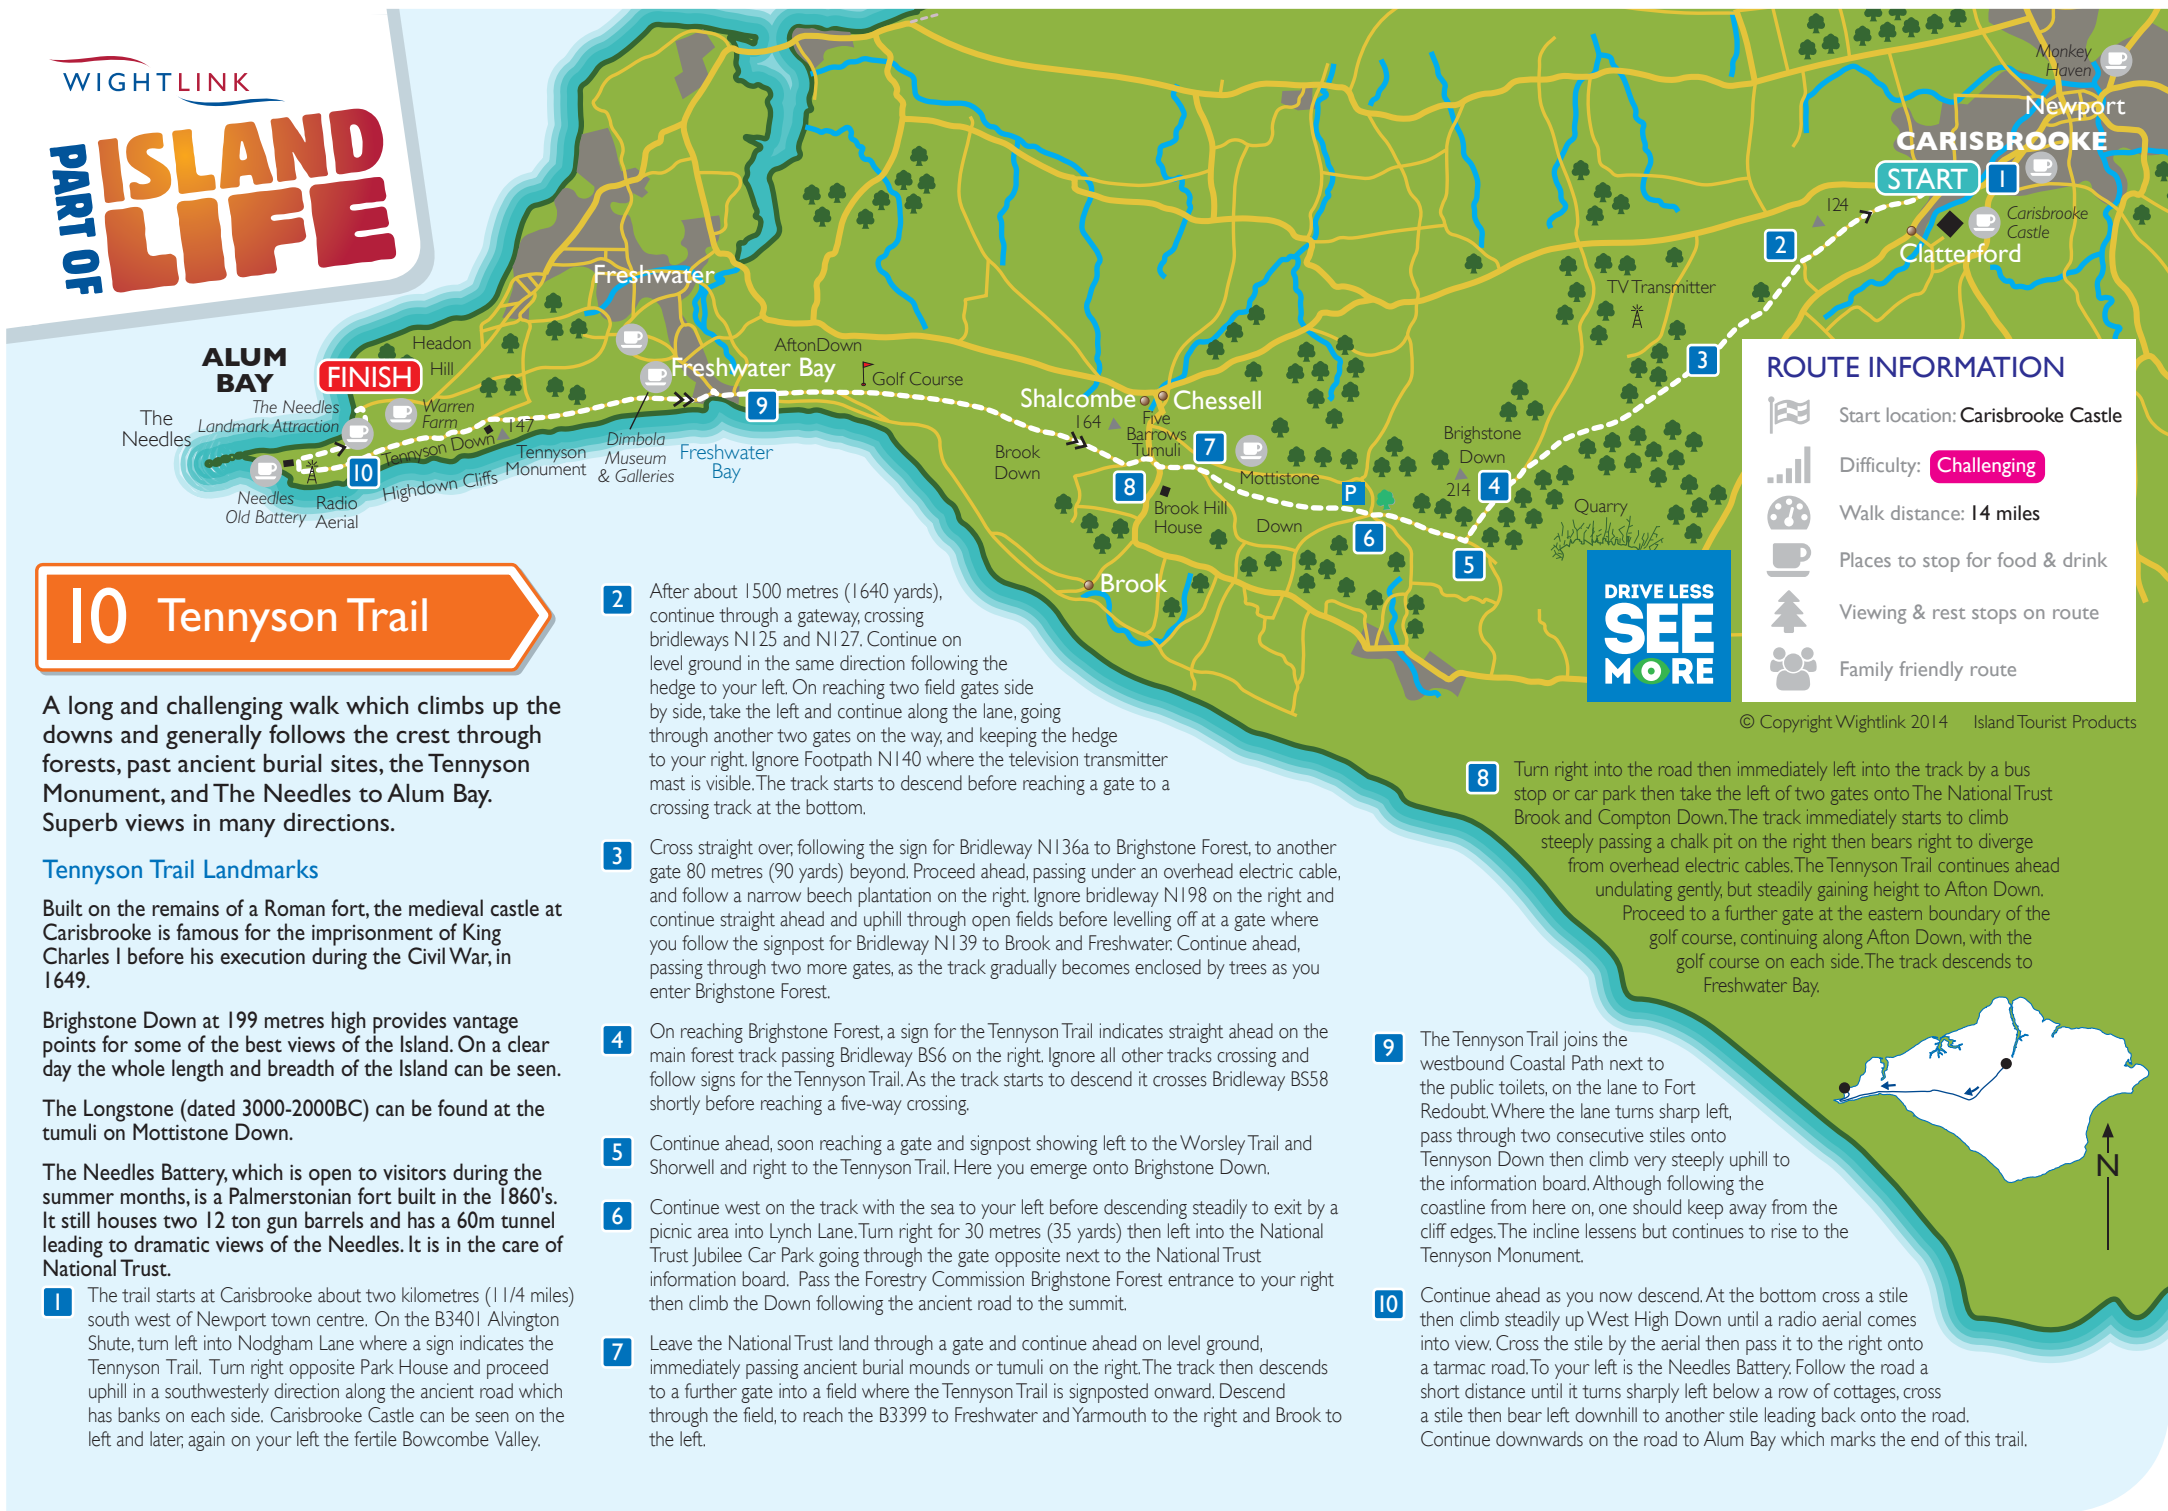 WIGHTLINK
PART OF
ISLAND
LIFE
Monkey
Haven
Newport
CARISBROOKE
START
1
124
Carisbrooke
Castle
2
Clatterford
TV Transmitter
3
Freshwater
Headon
Hill
ALUM
BAY
FINISH
The
Needles
The Needles
Landmark Attraction
Warren
Farm
Tennyson Down
147
Tennyson
Monument
Highdown Cliffs
10
Needles
Old Battery
Radio
Aerial
Dimbola
Museum
& Galleries
Freshwater
Bay
Freshwater Bay
9
AftonDown
Golf Course
Shalcombe
Chessell
164
Five
Barrows
Tumuli
7
Brook
Down
8
Brook Hill
House
Mottistone
Down
P
6
Brighstone
Down
214
4
5
Quarry
Brook
DRIVE LESS
SEE
MORE
ROUTE INFORMATION
Start location: Carisbrooke Castle
Difficulty: Challenging
Walk distance: 14 miles
Places to stop for food & drink
Viewing & rest stops on route
Family friendly route
© Copyright Wightlink 2014 Island Tourist Products
10 Tennyson Trail
A long and challenging walk which climbs up the
downs and generally follows the crest through
forests, past ancient burial sites, the Tennyson
Monument, and The Needles to Alum Bay.
Superb views in many directions.
Tennyson Trail Landmarks
Built on the remains of a Roman fort, the medieval castle at
Carisbrooke is famous for the imprisonment of King
Charles I before his execution during the Civil War, in
1649.
Brighstone Down at 199 metres high provides vantage
points for some of the best views of the Island. On a clear
day the whole length and breadth of the Island can be seen.
The Longstone (dated 3000-2000BC) can be found at the
tumuli on Mottistone Down.
The Needles Battery, which is open to visitors during the
summer months, is a Palmerstonian fort built in the 1860's.
It still houses two 12 ton gun barrels and has a 60m tunnel
leading to dramatic views of the Needles. It is in the care of
National Trust.
1
The trail starts at Carisbrooke about two kilometres (11/4 miles)
south west of Newport town centre. On the B3401 Alvington
Shute, turn left into Nodgham Lane where a sign indicates the
Tennyson Trail. Turn right opposite Park House and proceed
uphill in a southwesterly direction along the ancient road which
has banks on each side. Carisbrooke Castle can be seen on the
left and later, again on your left the fertile Bowcombe Valley.
2
After about 1500 metres (1640 yards),
continue through a gateway, crossing
bridleways N125 and N127. Continue on
level ground in the same direction following the
hedge to your left. On reaching two field gates side
by side, take the left and continue along the lane, going
through another two gates on the way, and keeping the hedge
to your right. Ignore Footpath N140 where the television transmitter
mast is visible. The track starts to descend before reaching a gate to a
crossing track at the bottom.
3
Cross straight over, following the sign for Bridleway N136a to Brighstone Forest, to another
gate 80 metres (90 yards) beyond. Proceed ahead, passing under an overhead electric cable,
and follow a narrow beech plantation on the right. Ignore bridleway N198 on the right and
continue straight ahead and uphill through open fields before levelling off at a gate where
you follow the signpost for Bridleway N139 to Brook and Freshwater. Continue ahead,
passing through two more gates, as the track gradually becomes enclosed by trees as you
enter Brighstone Forest.
4
On reaching Brighstone Forest, a sign for the Tennyson Trail indicates straight ahead on the
main forest track passing Bridleway BS6 on the right. Ignore all other tracks crossing and
follow signs for the Tennyson Trail. As the track starts to descend it crosses Bridleway BS58
shortly before reaching a five-way crossing.
5
Continue ahead, soon reaching a gate and signpost showing left to the Worsley Trail and
Shorwell and right to the Tennyson Trail. Here you emerge onto Brighstone Down.
6
Continue west on the track with the sea to your left before descending steadily to exit by a
picnic area into Lynch Lane. Turn right for 30 metres (35 yards) then left into the National
Trust Jubilee Car Park going through the gate opposite next to the National Trust
information board. Pass the Forestry Commission Brighstone Forest entrance to your right
then climb the Down following the ancient road to the summit.
7
Leave the National Trust land through a gate and continue ahead on level ground,
immediately passing ancient burial mounds or tumuli on the right. The track then descends
to a further gate into a field where the Tennyson Trail is signposted onward. Descend
through the field, to reach the B3399 to Freshwater and Yarmouth to the right and Brook to
the left.
8
Turn right into the road then immediately left into the track by a bus
stop or car park then take the left of two gates onto The National Trust
Brook and Compton Down. The track immediately starts to climb
steeply passing a chalk pit on the right then bears right to diverge
from overhead electric cables. The Tennyson Trail continues ahead
undulating gently, but steadily gaining height to Afton Down.
Proceed to a further gate at the eastern boundary of the
golf course, continuing along Afton Down, with the
golf course on each side. The track descends to
Freshwater Bay.
9
The Tennyson Trail joins the
westbound Coastal Path next to
the public toilets, on the lane to Fort
Redoubt. Where the lane turns sharp left,
pass through two consecutive stiles onto
Tennyson Down then climb very steeply uphill to
the information board. Although following the
coastline from here on, one should keep away from the
cliff edges. The incline lessens but continues to rise to the
Tennyson Monument.
10
Continue ahead as you now descend. At the bottom cross a stile
then climb steadily up West High Down until a radio aerial comes
into view. Cross the stile by the aerial then pass it to the right onto
a tarmac road. To your left is the Needles Battery. Follow the road a
short distance until it turns sharply left below a row of cottages, cross
a stile then bear left downhill to another stile leading back onto the road.
Continue downwards on the road to Alum Bay which marks the end of this trail.
N